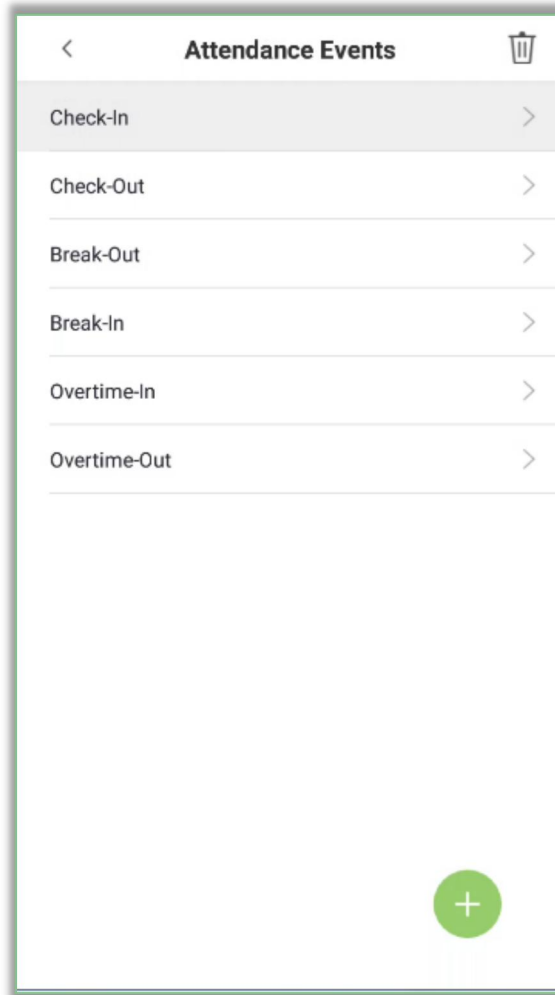 Attendance Events
Check-In
Check-Out
Break-Out
Break-In
Overtime-In
Overtime-Out